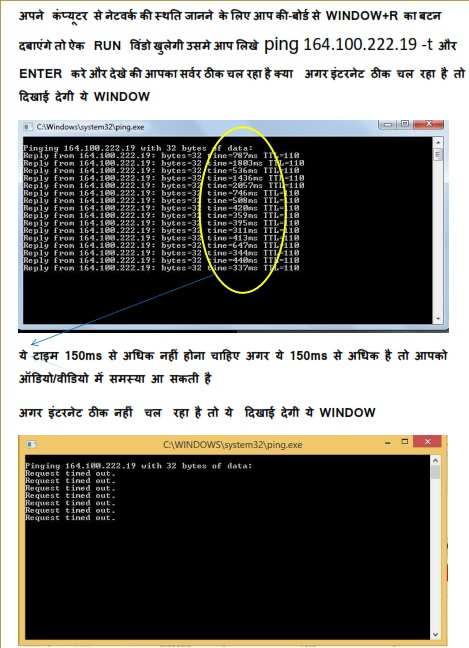 अपने कंप्यूटर से नेटवर्क की स्थति जानने के लिए आप की-बोर्ड से WINDOW+R का बटन
दबाएंगे तो ऐक RUN विंडो खुलेगी उसमे आप लिखे ping 164.100.222.19 -t और
ENTER करे और देखे की आपका सर्वर ठीक चल रहा है क्या अगर इंटरनेट ठीक चल रहा है तो
दिखाई देगी ये WINDOW
C:\Windows\system32\ping.exe
Pinging 164.100.222.19 with 32 bytes of data:
Reply from 164.100.222.19: bytes=32 time=787ms TTL=110
Reply from 164.100.222.19: bytes=32 time=1803ms TTL=110
Reply from 164.100.222.19: bytes=32 time=536ms TTL=110
Reply from 164.100.222.19: bytes=32 time=1436ms TTL=110
Reply from 164.100.222.19: bytes=32 time=2057ms TTL=110
Reply from 164.100.222.19: bytes=32 time=746ms TTL=110
Reply from 164.100.222.19: bytes=32 time=508ms TTL=110
Reply from 164.100.222.19: bytes=32 time=420ms TTL=110
Reply from 164.100.222.19: bytes=32 time=359ms TTL=110
Reply from 164.100.222.19: bytes=32 time=395ms TTL=110
Reply from 164.100.222.19: bytes=32 time=311ms TTL=110
Reply from 164.100.222.19: bytes=32 time=413ms TTL=110
Reply from 164.100.222.19: bytes=32 time=647ms TTL=110
Reply from 164.100.222.19: bytes=32 time=344ms TTL=110
Reply from 164.100.222.19: bytes=32 time=440ms TTL=110
Reply from 164.100.222.19: bytes=32 time=337ms TTL=110
ये टाइम 150ms से अधिक नहीं होना चाहिए अगर ये 150ms से अधिक है तो आपको
ऑडियो/वीडियो में समस्या आ सकती है
अगर इंटरनेट ठीक नहीं चल रहा है तो ये दिखाई देगी ये WINDOW
C:\WINDOWS\system32\ping.exe
Pinging 164.100.222.19 with 32 bytes of data:
Request timed out.
Request timed out.
Request timed out.
Request timed out.
Request timed out.
Request timed out.
Request timed out.